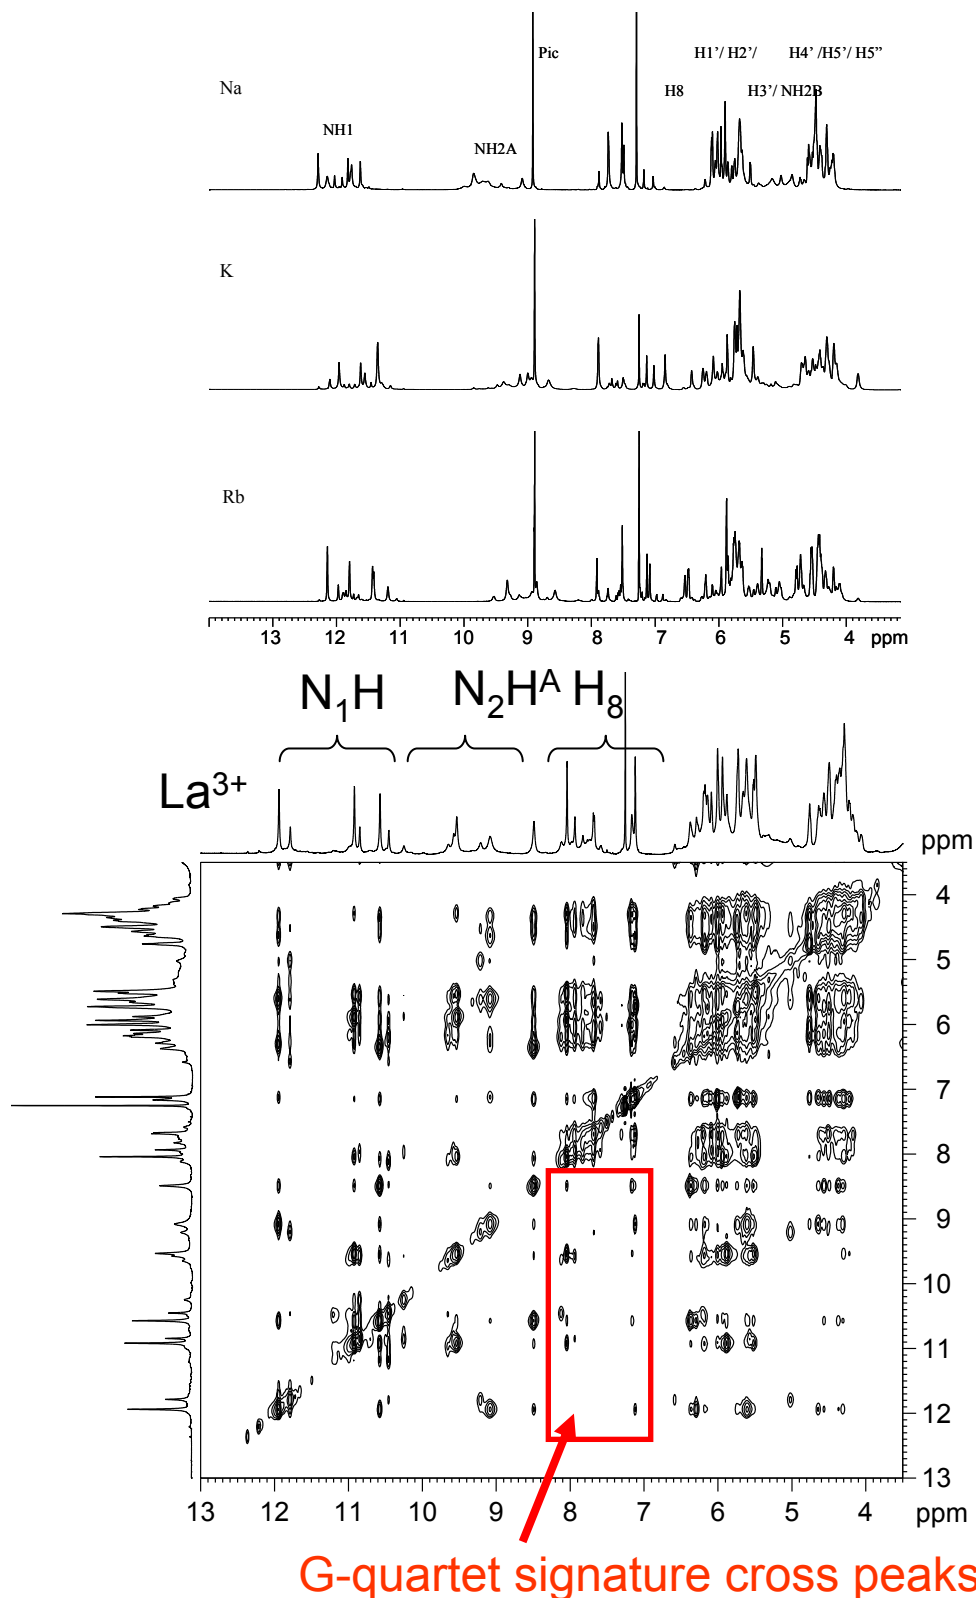 Pic
H1’/ H2’/
H4’ /H5’/ H5”
Na
H8
H3’/ NH2B
NH1
NH2A
K
Rb
13 12 11 10 9 8 7 6 5 4 ppm
N₁H
N₂Hᴬ H₈
La³⁺
ppm
4
5
6
7
8
9
10
11
12
13
13 12 11 10 9 8 7 6 5 4 ppm
G-quartet signature cross peaks